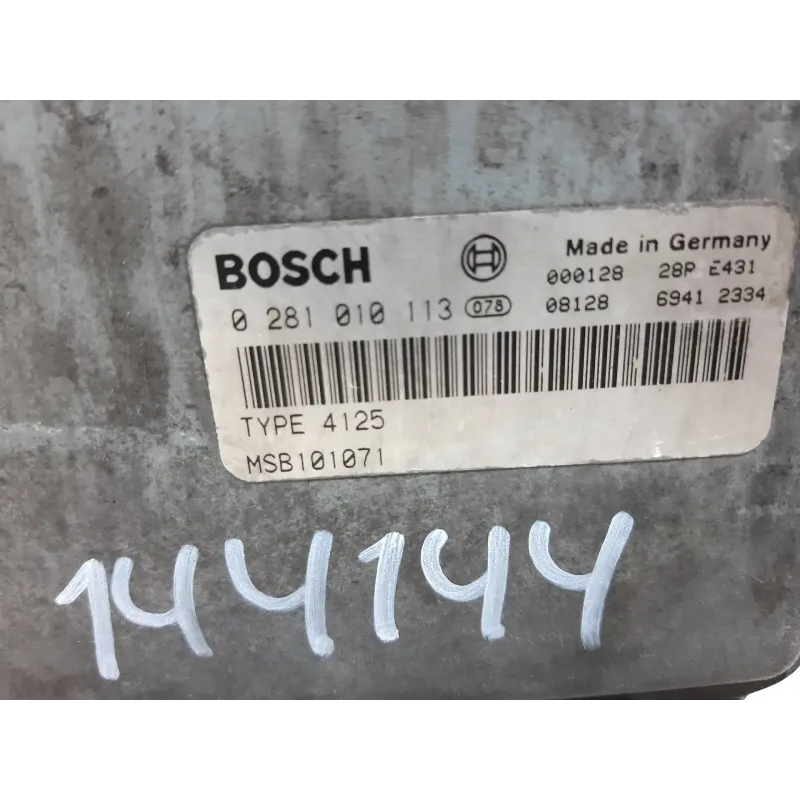 BOSCH Made in Germany
000128 28P E431
0 281 010 113 078 08128 6941 2334
TYPE 4125
MSB101071
144144